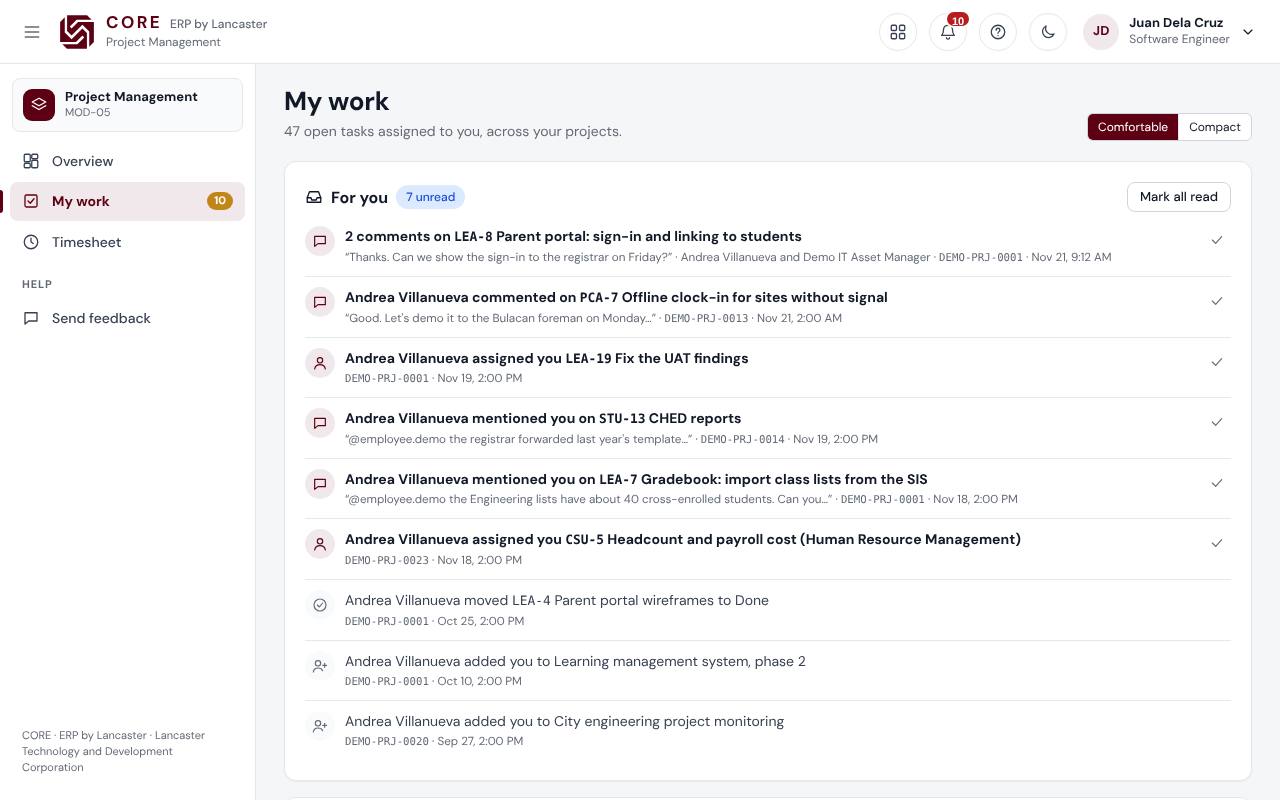 CORE ERP by Lancaster
Project Management
10
JD
Juan Dela Cruz
Software Engineer
Project Management
MOD-05
Overview
My work
10
Timesheet
HELP
Send feedback
CORE · ERP by Lancaster · Lancaster
Technology and Development
Corporation
My work
47 open tasks assigned to you, across your projects.
Comfortable
Compact
For you
7 unread
Mark all read
2 comments on LEA-8 Parent portal: sign-in and linking to students
“Thanks. Can we show the sign-in to the registrar on Friday?” · Andrea Villanueva and Demo IT Asset Manager · DEMO-PRJ-0001 · Nov 21, 9:12 AM
Andrea Villanueva commented on PCA-7 Offline clock-in for sites without signal
“Good. Let's demo it to the Bulacan foreman on Monday…” · DEMO-PRJ-0013 · Nov 21, 2:00 AM
Andrea Villanueva assigned you LEA-19 Fix the UAT findings
DEMO-PRJ-0001 · Nov 19, 2:00 PM
Andrea Villanueva mentioned you on STU-13 CHED reports
“@employee.demo the registrar forwarded last year's template…” · DEMO-PRJ-0014 · Nov 19, 2:00 PM
Andrea Villanueva mentioned you on LEA-7 Gradebook: import class lists from the SIS
“@employee.demo the Engineering lists have about 40 cross-enrolled students. Can you…” · DEMO-PRJ-0001 · Nov 18, 2:00 PM
Andrea Villanueva assigned you CSU-5 Headcount and payroll cost (Human Resource Management)
DEMO-PRJ-0023 · Nov 18, 2:00 PM
Andrea Villanueva moved LEA-4 Parent portal wireframes to Done
DEMO-PRJ-0001 · Oct 25, 2:00 PM
Andrea Villanueva added you to Learning management system, phase 2
DEMO-PRJ-0001 · Oct 10, 2:00 PM
Andrea Villanueva added you to City engineering project monitoring
DEMO-PRJ-0020 · Sep 27, 2:00 PM